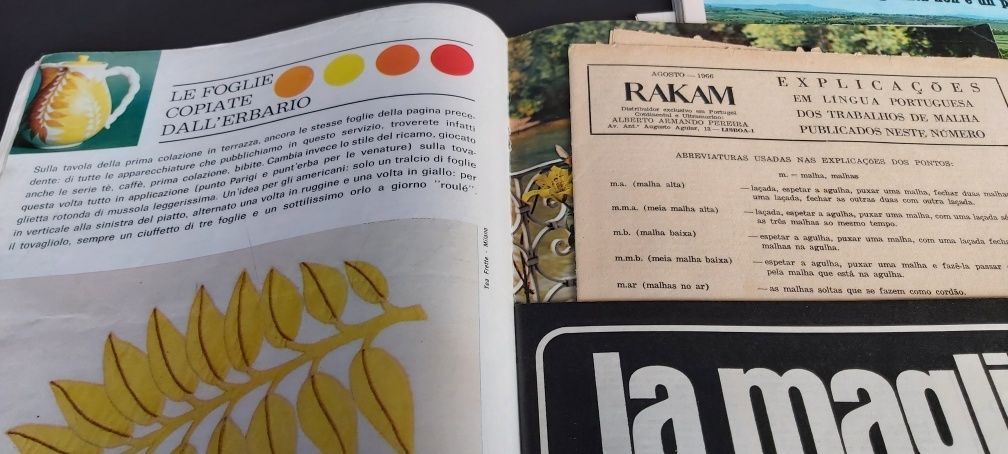 LE FOGLIE
COPIATE
DALL'ERBARIO
Sulla tavola della prima colazione in terrazza, ancora le stesse foglie della pagina prece-
dente: di tutte le apparecchiature che pubblichiamo in questo servizio, troverete infatti
anche le serie tè, caffè, prima colazione, bibite. Cambia invece lo stile del ricamo, giocato
questa volta tutto in applicazione (punto Parigi e punt'erba per le venature) sulla tova-
glietta rotonda di mussola leggerissima. Un'idea per gli americani: solo un tralcio di foglie
in verticale alla sinistra del piatto, alternato una volta in ruggine e una volta in giallo: per
il tovagliolo, sempre un ciuffetto di tre foglie e un sottilissimo orlo a giorno "roulé".
Tea Frette - Milano
AGOSTO — 1966
RAKAM
Distribuidor exclusivo em Portugal
Continental e Ultramarino:
ALBERTO ARMANDO PEREIRA
Av. Ant.º Augusto Aguiar, 13 — LISBOA-1
EXPLICAÇÕES
EM LÍNGUA PORTUGUESA
DOS TRABALHOS DE MALHA
PUBLICADOS NESTE NÚMERO
ABREVIATURAS USADAS NAS EXPLICAÇÕES DOS PONTOS:
m. = malha, malhas
m.a. (malha alta) — laçada, espetar a agulha, puxar uma malha, fechar duas malhas
uma laçada, fechar as outras duas com outra laçada.
m.m.a. (meia malha alta) — laçada, espetar a agulha, puxar uma malha, com uma laçada
as três malhas ao mesmo tempo.
m.b. (malha baixa) — espetar a agulha, puxar uma malha, com uma laçada
malhas na agulha.
m.m.b. (meia malha baixa) — espetar a agulha, puxar uma malha e fazê-la passar
pela malha que está na agulha.
m.ar (malhas no ar) — as malhas soltas que se fazem como cordão.
la magli